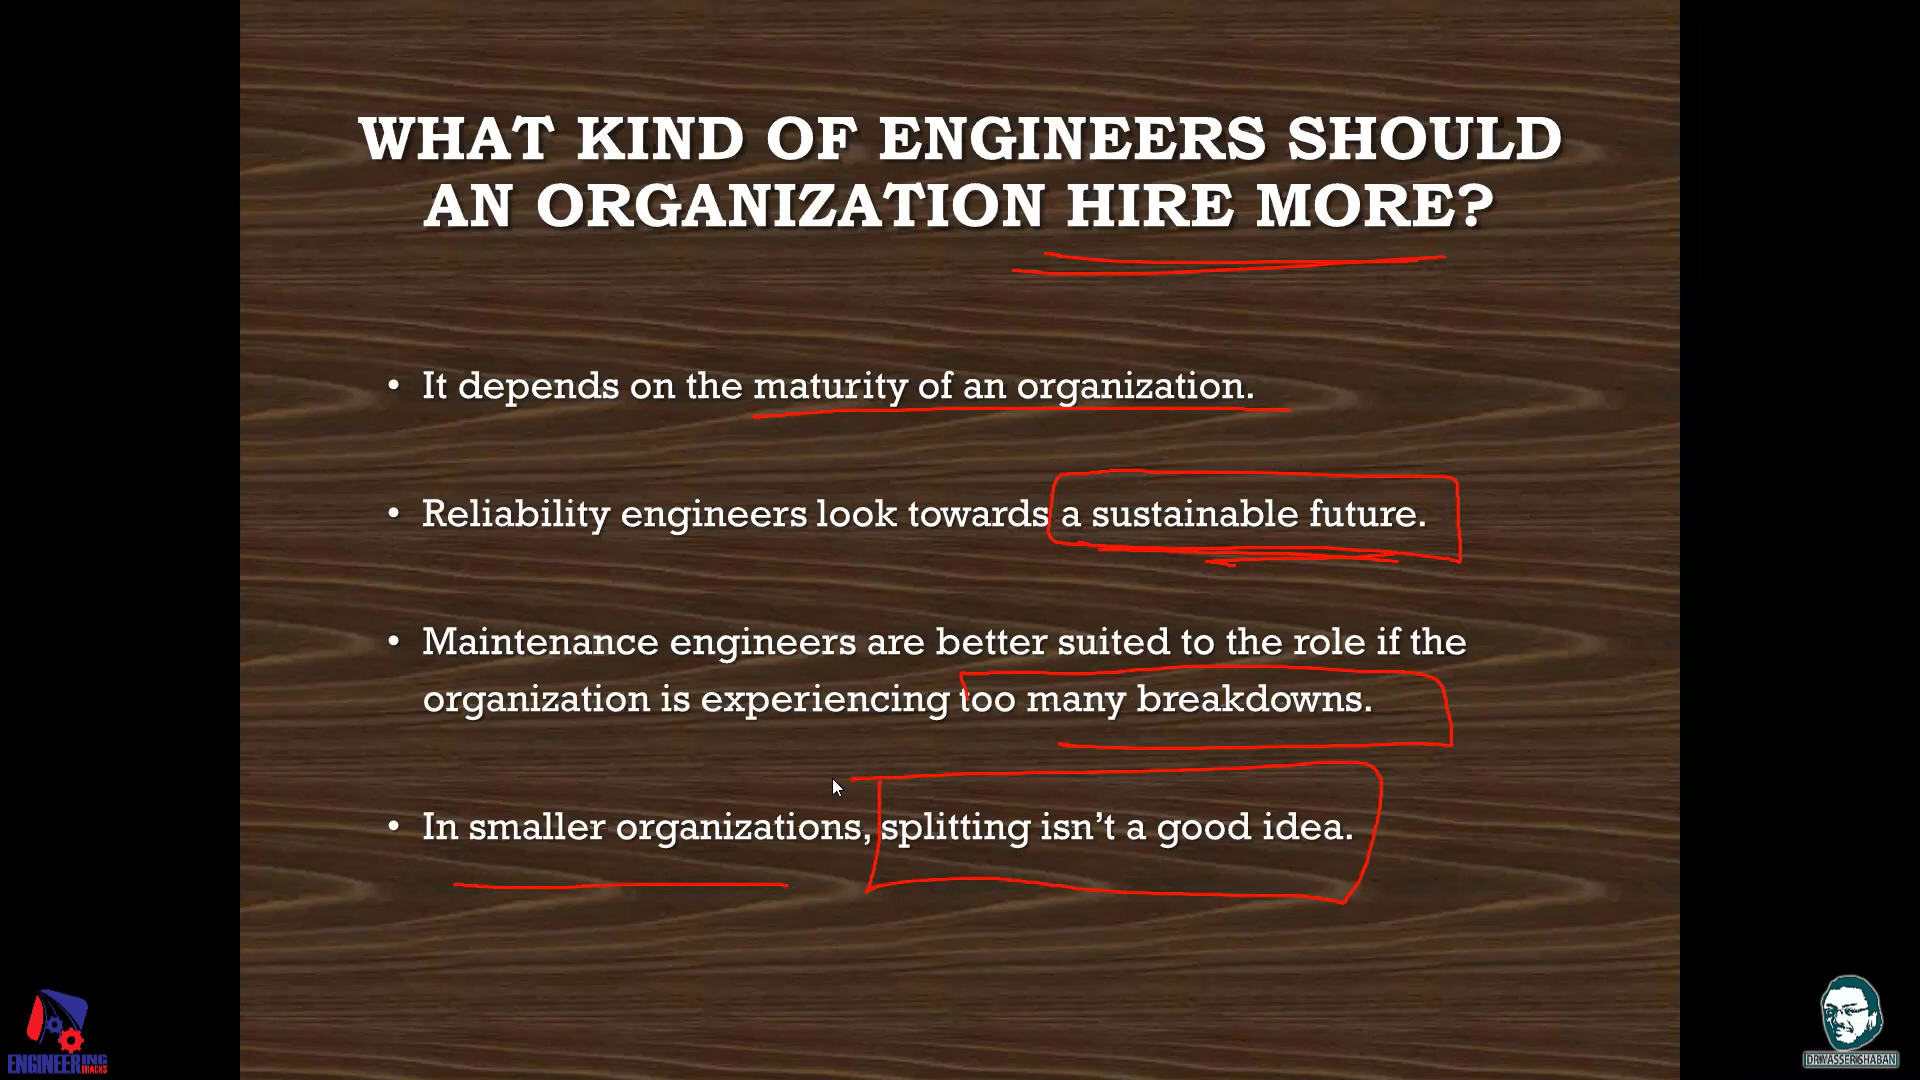 WHAT KIND OF ENGINEERS SHOULD
AN ORGANIZATION HIRE MORE?
• It depends on the maturity of an organization.
• Reliability engineers look towards a sustainable future.
• Maintenance engineers are better suited to the role if the
organization is experiencing too many breakdowns.
• In smaller organizations, splitting isn't a good idea.
ENGINEERING
TRACKS
DR.YASSER SHABAN